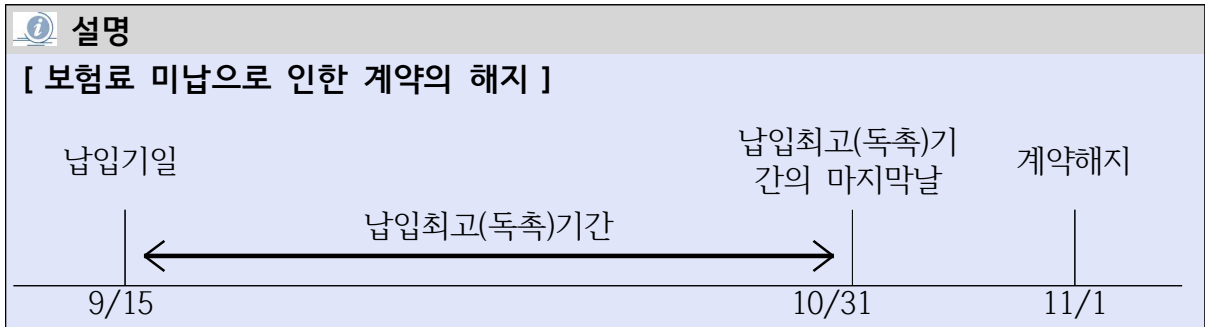 설명
[ 보험료 미납으로 인한 계약의 해지 ]
납입기일
납입최고(독촉)기
간의 마지막날
계약해지
납입최고(독촉)기간
9/15
10/31
11/1